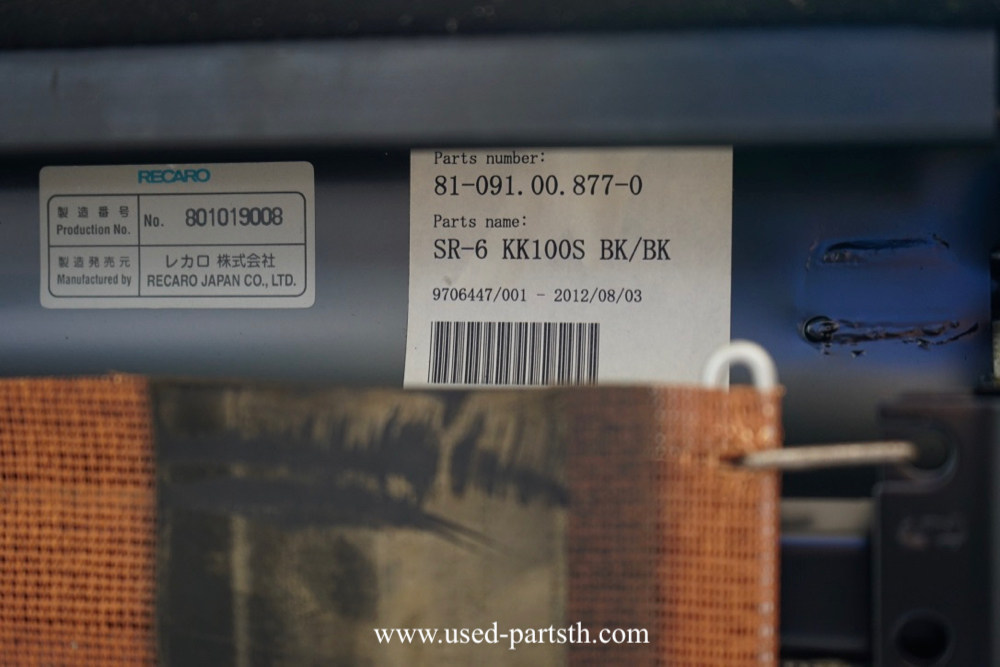 RECARO
製造番号
Production No.
No. 801019008
製造発売元
Manufactured by
レカロ 株式会社
RECARO JAPAN CO., LTD.
Parts number:
81-091.00.877-0
Parts name:
SR-6 KK100S BK/BK
9706447/001 - 2012/08/03
www.used-partsth.com